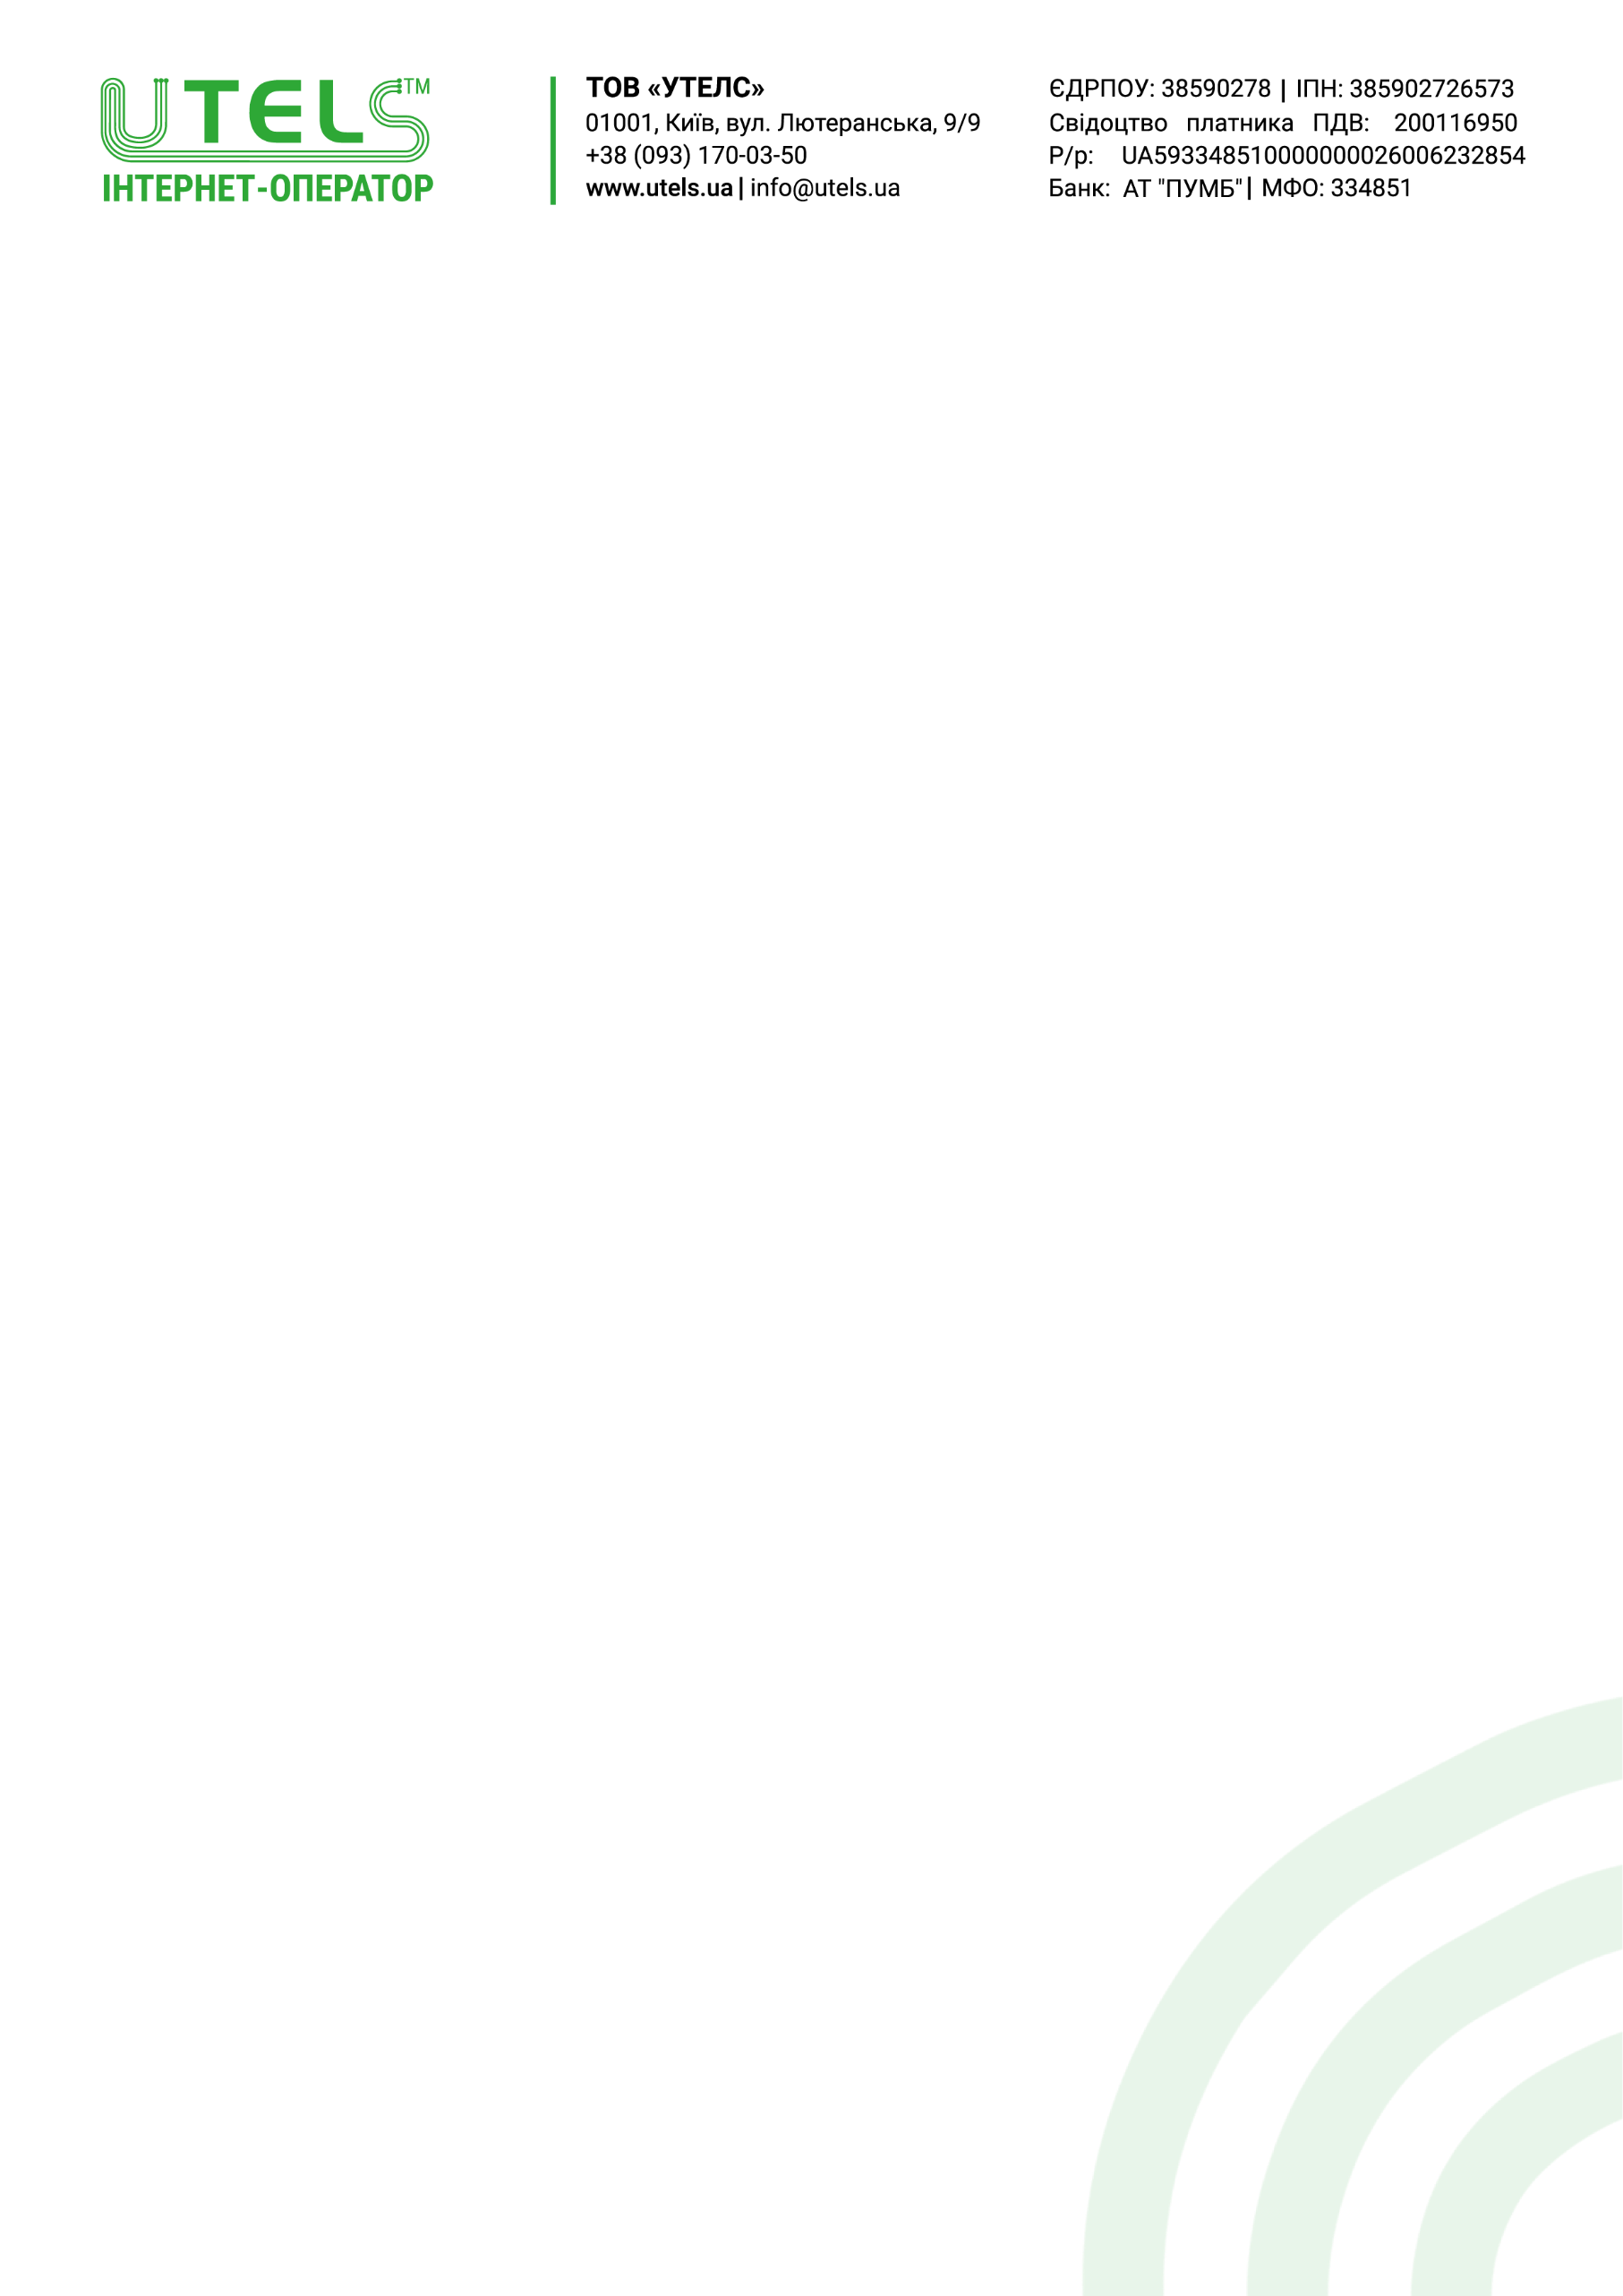 UTELS™
ІНТЕРНЕТ-ОПЕРАТОР
ТОВ «УТЕЛС»
01001, Київ, вул. Лютеранська, 9/9
+38 (093) 170-03-50
www.utels.ua | info@utels.ua
ЄДРПОУ: 38590278 | ІПН: 385902726573
Свідоцтво платника ПДВ: 200116950
Р/р: UA593348510000000026006232854
Банк: АТ "ПУМБ" | МФО: 334851